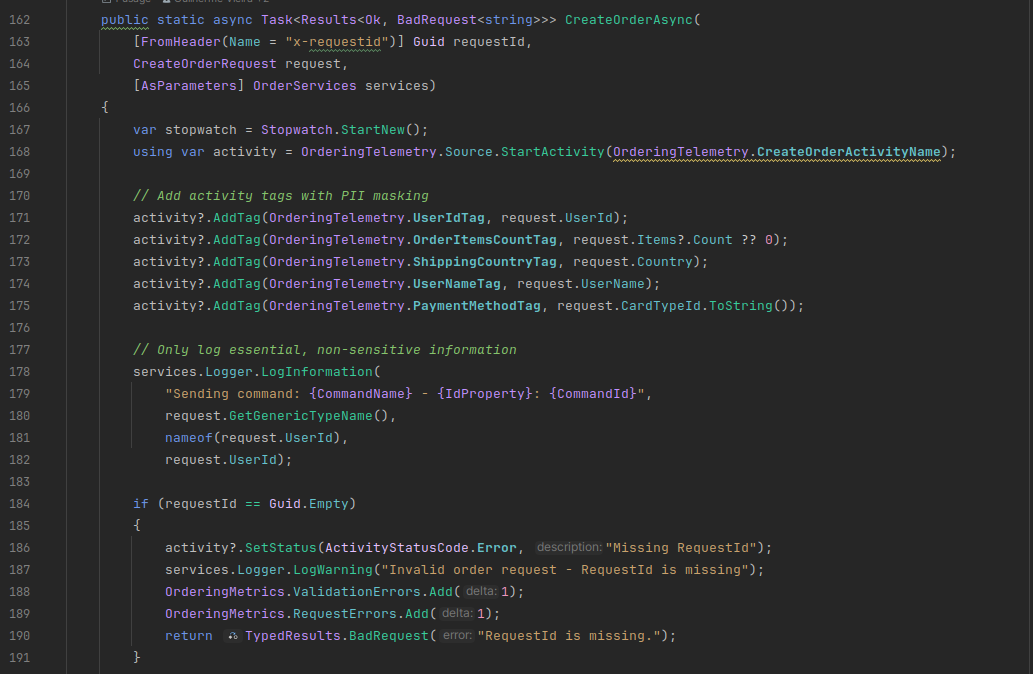 162 public static async Task<Results<Ok, BadRequest<string>>> CreateOrderAsync(
163     [FromHeader(Name = "x-requestid")] Guid requestId,
164     CreateOrderRequest request,
165     [AsParameters] OrderServices services)
166 {
167     var stopwatch = Stopwatch.StartNew();
168     using var activity = OrderingTelemetry.Source.StartActivity(OrderingTelemetry.CreateOrderActivityName);
169
170     // Add activity tags with PII masking
171     activity?.AddTag(OrderingTelemetry.UserIdTag, request.UserId);
172     activity?.AddTag(OrderingTelemetry.OrderItemsCountTag, request.Items?.Count ?? 0);
173     activity?.AddTag(OrderingTelemetry.ShippingCountryTag, request.Country);
174     activity?.AddTag(OrderingTelemetry.UserNameTag, request.UserName);
175     activity?.AddTag(OrderingTelemetry.PaymentMethodTag, request.CardTypeId.ToString());
176
177     // Only log essential, non-sensitive information
178     services.Logger.LogInformation(
179         "Sending command: {CommandName} - {IdProperty}: {CommandId}",
180         request.GetGenericTypeName(),
181         nameof(request.UserId),
182         request.UserId);
183
184     if (requestId == Guid.Empty)
185     {
186         activity?.SetStatus(ActivityStatusCode.Error, description: "Missing RequestId");
187         services.Logger.LogWarning("Invalid order request - RequestId is missing");
188         OrderingMetrics.ValidationErrors.Add( delta: 1);
189         OrderingMetrics.RequestErrors.Add( delta: 1);
190         return TypedResults.BadRequest( error: "RequestId is missing.");
191     }